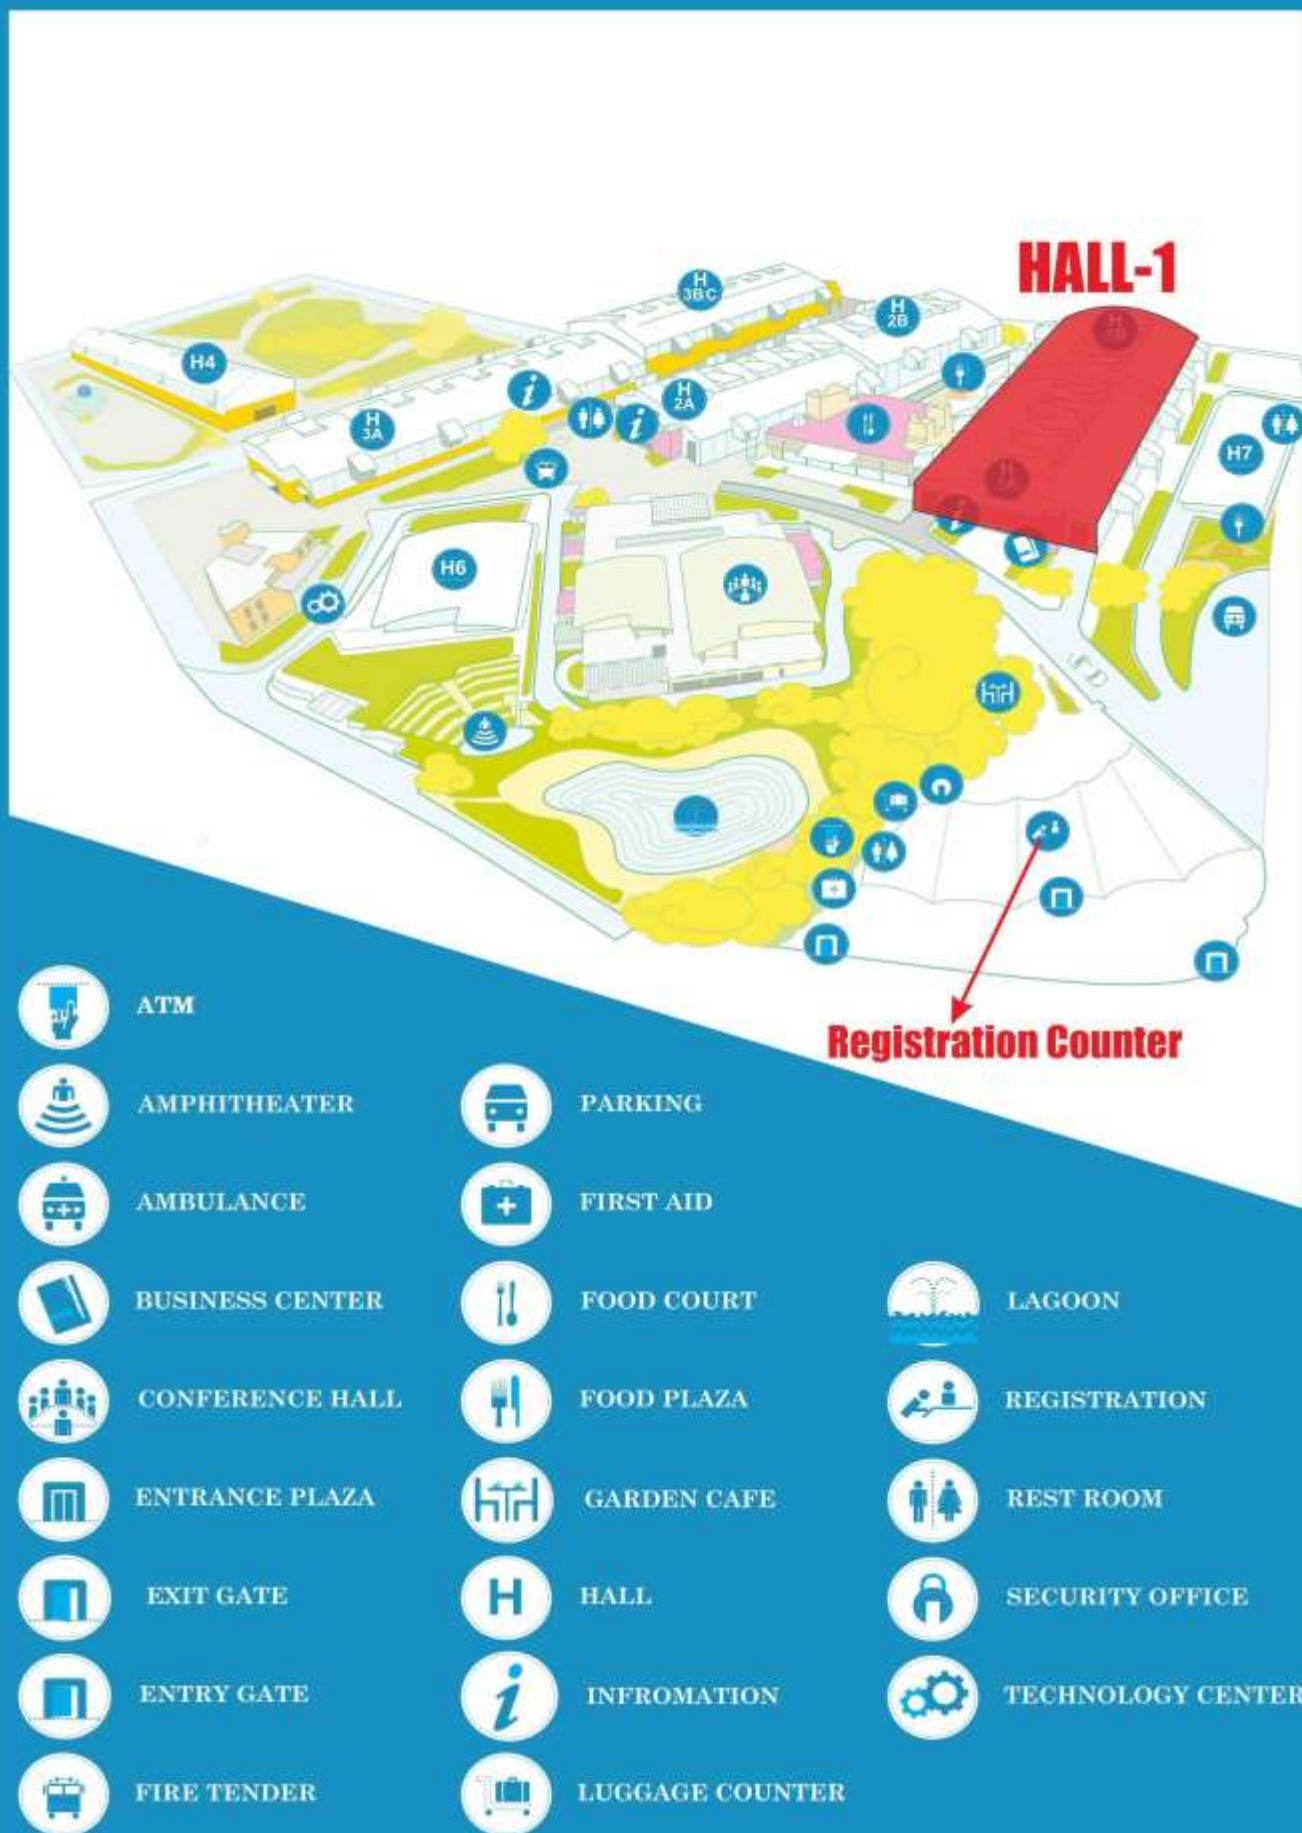 HALL-1
H
3BC
H
2B
H
1B
H4
H
3A
i
H
2A
i
H7
H
1A
i
H6
Registration Counter
ATM
AMPHITHEATER
PARKING
AMBULANCE
FIRST AID
BUSINESS CENTER
FOOD COURT
LAGOON
CONFERENCE HALL
FOOD PLAZA
REGISTRATION
ENTRANCE PLAZA
GARDEN CAFE
REST ROOM
EXIT GATE
H
HALL
SECURITY OFFICE
ENTRY GATE
i
INFROMATION
TECHNOLOGY CENTER
FIRE TENDER
LUGGAGE COUNTER